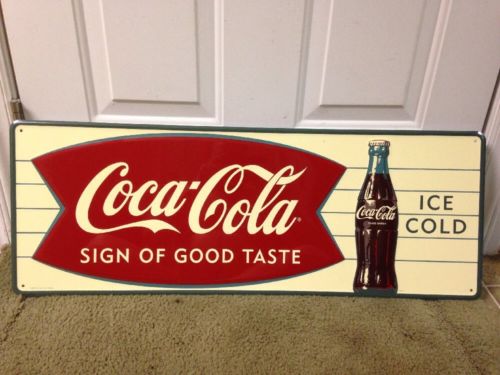 Coca-Cola®
SIGN OF GOOD TASTE
Coca-Cola
ICE
COLD